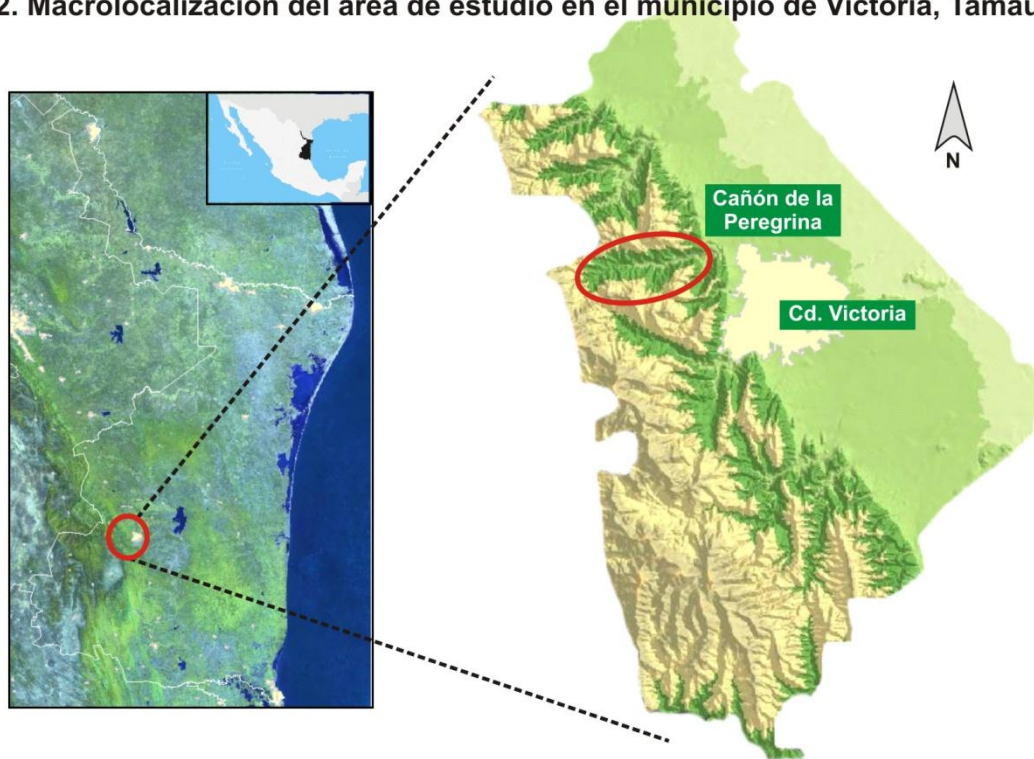 2. Macrolocalización del área de estudio en el municipio de Victoria, Tamau
N
Cañón de la
Peregrina
Cd. Victoria